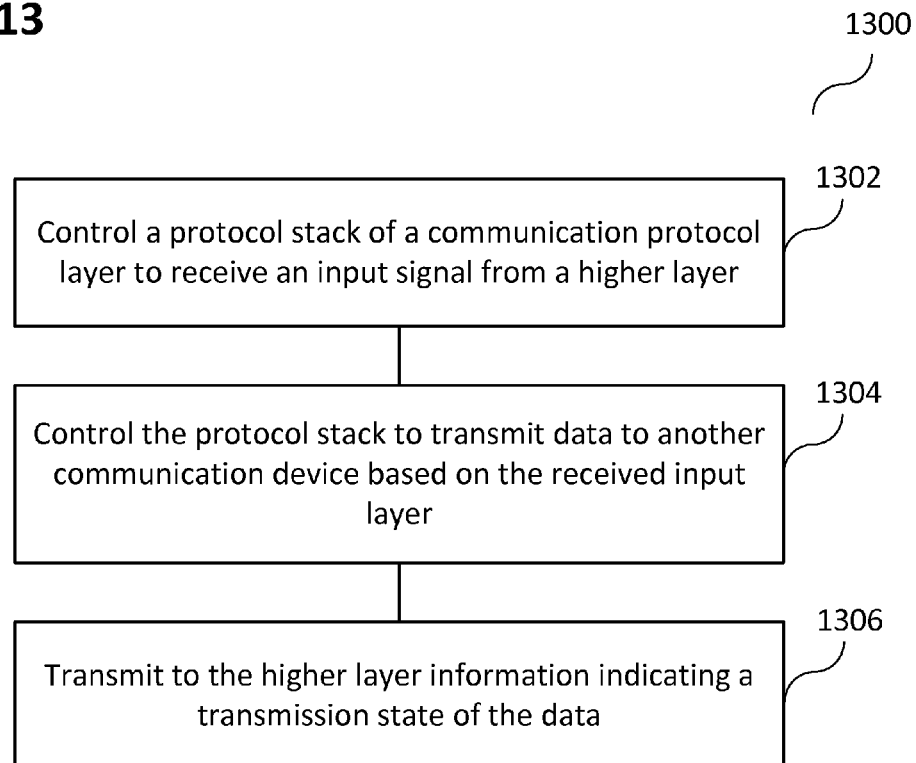 13
1300
1302
Control a protocol stack of a communication protocol
layer to receive an input signal from a higher layer
1304
Control the protocol stack to transmit data to another
communication device based on the received input
layer
1306
Transmit to the higher layer information indicating a
transmission state of the data